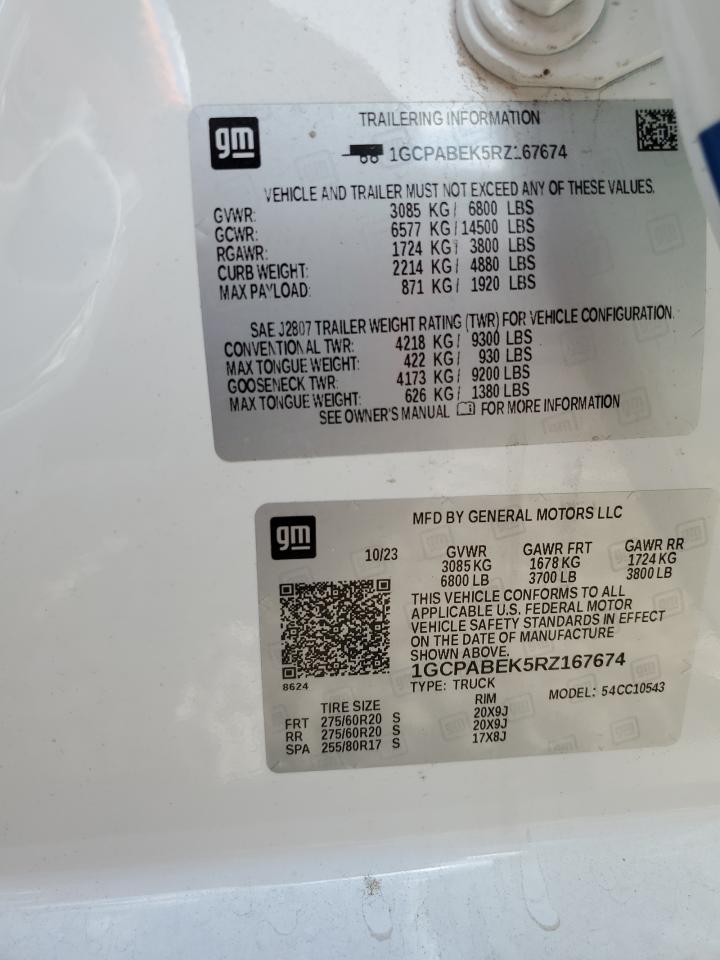 gm
TRAILERING INFORMATION
1GCPABEK5RZ167674
VEHICLE AND TRAILER MUST NOT EXCEED ANY OF THESE VALUES.
GVWR: 3085 KG / 6800 LBS
GCWR: 6577 KG / 14500 LBS
RGAWR: 1724 KG / 3800 LBS
CURB WEIGHT: 2214 KG / 4880 LBS
MAX PAYLOAD: 871 KG / 1920 LBS
SAE J2807 TRAILER WEIGHT RATING (TWR) FOR VEHICLE CONFIGURATION.
CONVENTIONAL TWR: 4218 KG / 9300 LBS
MAX TONGUE WEIGHT: 422 KG / 930 LBS
GOOSENECK TWR: 4173 KG / 9200 LBS
MAX TONGUE WEIGHT: 626 KG / 1380 LBS
SEE OWNER'S MANUAL FOR MORE INFORMATION
gm
MFD BY GENERAL MOTORS LLC
10/23 GVWR GAWR FRT GAWR RR
3085 KG 1678 KG 1724 KG
6800 LB 3700 LB 3800 LB
THIS VEHICLE CONFORMS TO ALL
APPLICABLE U.S. FEDERAL MOTOR
VEHICLE SAFETY STANDARDS IN EFFECT
ON THE DATE OF MANUFACTURE
SHOWN ABOVE.
1GCPABEK5RZ167674
8624
TYPE: TRUCK MODEL: 54CC10543
TIRE SIZE RIM
FRT 275/60R20 S 20X9J
RR 275/60R20 S 20X9J
SPA 255/80R17 S 17X8J